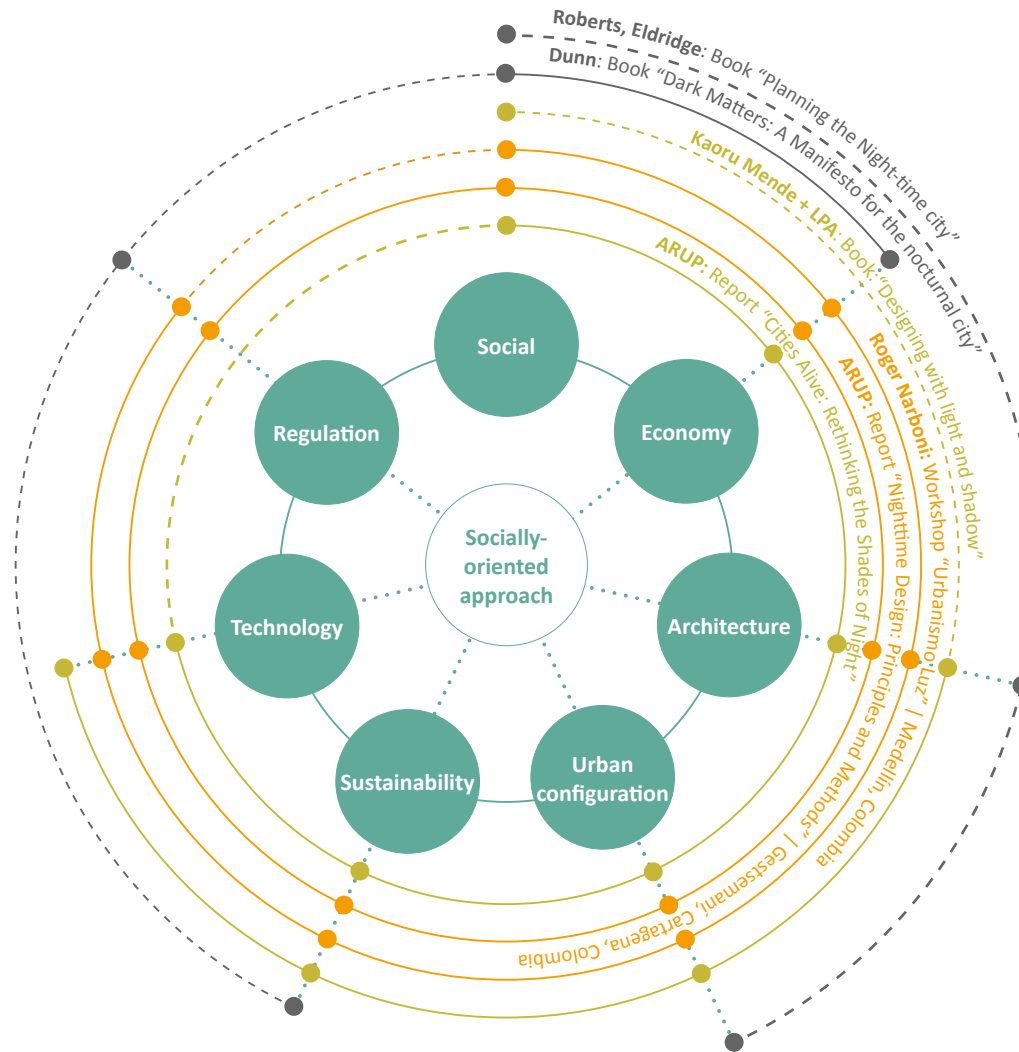 Roberts, Eldridge: Book “Planning the Night-time city”
Dunn: Book “Dark Matters: A Manifesto for the nocturnal city”
Kaoru Mende + LPA: Book: “Designing with light and shadow”
Roger Narboni: Workshop “Urbanismo Luz” | Medellín, Colombia
ARUP: Report “Nighttime Design: Principles and Methods” | Gestsemaní, Cartagena, Colombia
ARUP: Report “Cities Alive: Rethinking the Shades of Night”
Social
Regulation
Economy
Socially-
oriented
approach
Technology
Architecture
Sustainability
Urban
configuration